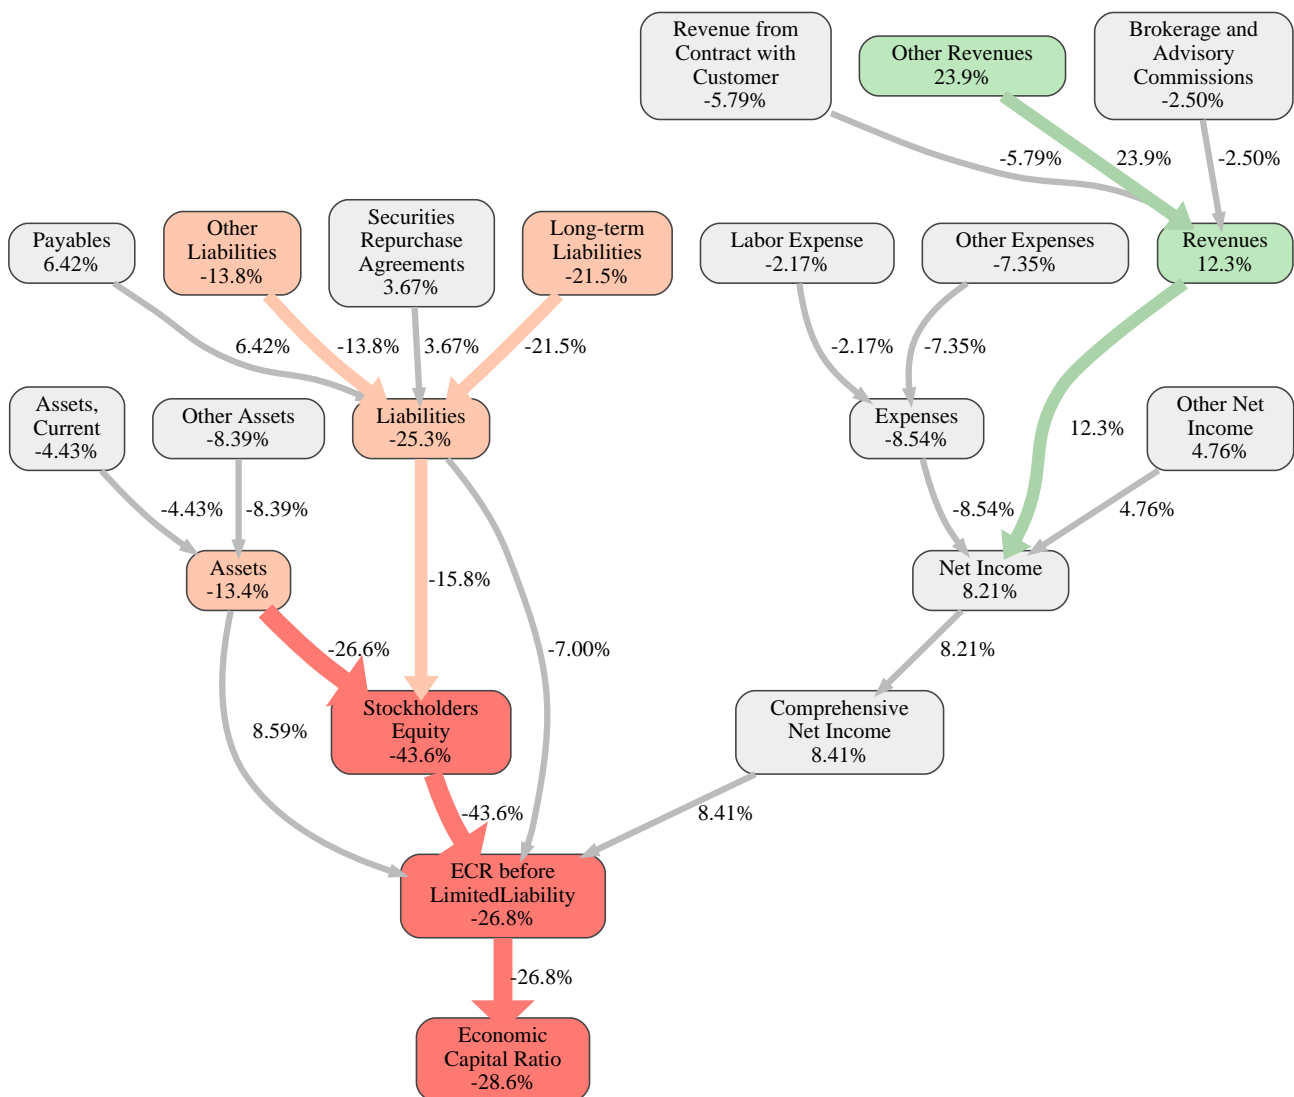 Revenue from
Contract with
Customer
-5.79%
Other Revenues
23.9%
Brokerage and
Advisory
Commissions
-2.50%
-5.79%
23.9%
-2.50%
Payables
6.42%
Other
Liabilities
-13.8%
Securities
Repurchase
Agreements
3.67%
Long-term
Liabilities
-21.5%
Labor Expense
-2.17%
Other Expenses
-7.35%
Revenues
12.3%
6.42%
-13.8%
3.67%
-21.5%
-2.17%
-7.35%
Assets,
Current
-4.43%
Other Assets
-8.39%
Liabilities
-25.3%
Expenses
-8.54%
12.3%
Other Net
Income
4.76%
-4.43%
-8.39%
-8.54%
4.76%
Assets
-13.4%
-15.8%
Net Income
8.21%
-26.6%
-7.00%
8.21%
8.59%
Stockholders
Equity
-43.6%
Comprehensive
Net Income
8.41%
-43.6%
8.41%
ECR before
LimitedLiability
-26.8%
-26.8%
Economic
Capital Ratio
-28.6%